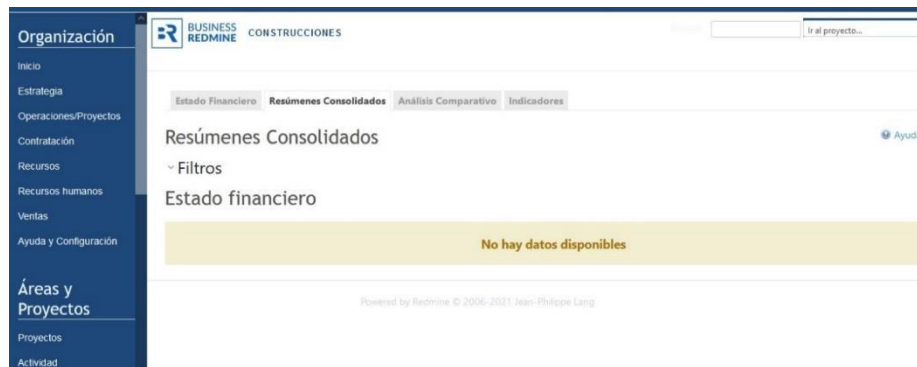 Organización
Inicio
Estrategia
Operaciones/Proyectos
Contratación
Recursos
Recursos humanos
Ventas
Ayuda y Configuración
Áreas y
Proyectos
Proyectos
Actividad
BUSINESS
REDMINE
CONSTRUCCIONES
Ir al proyecto...
Estado Financiero Resúmenes Consolidados Análisis Comparativo Indicadores
Resúmenes Consolidados
Ayuda
Filtros
Estado financiero
No hay datos disponibles
Powered by Redmine © 2006-2021 Jean-Philippe Lang